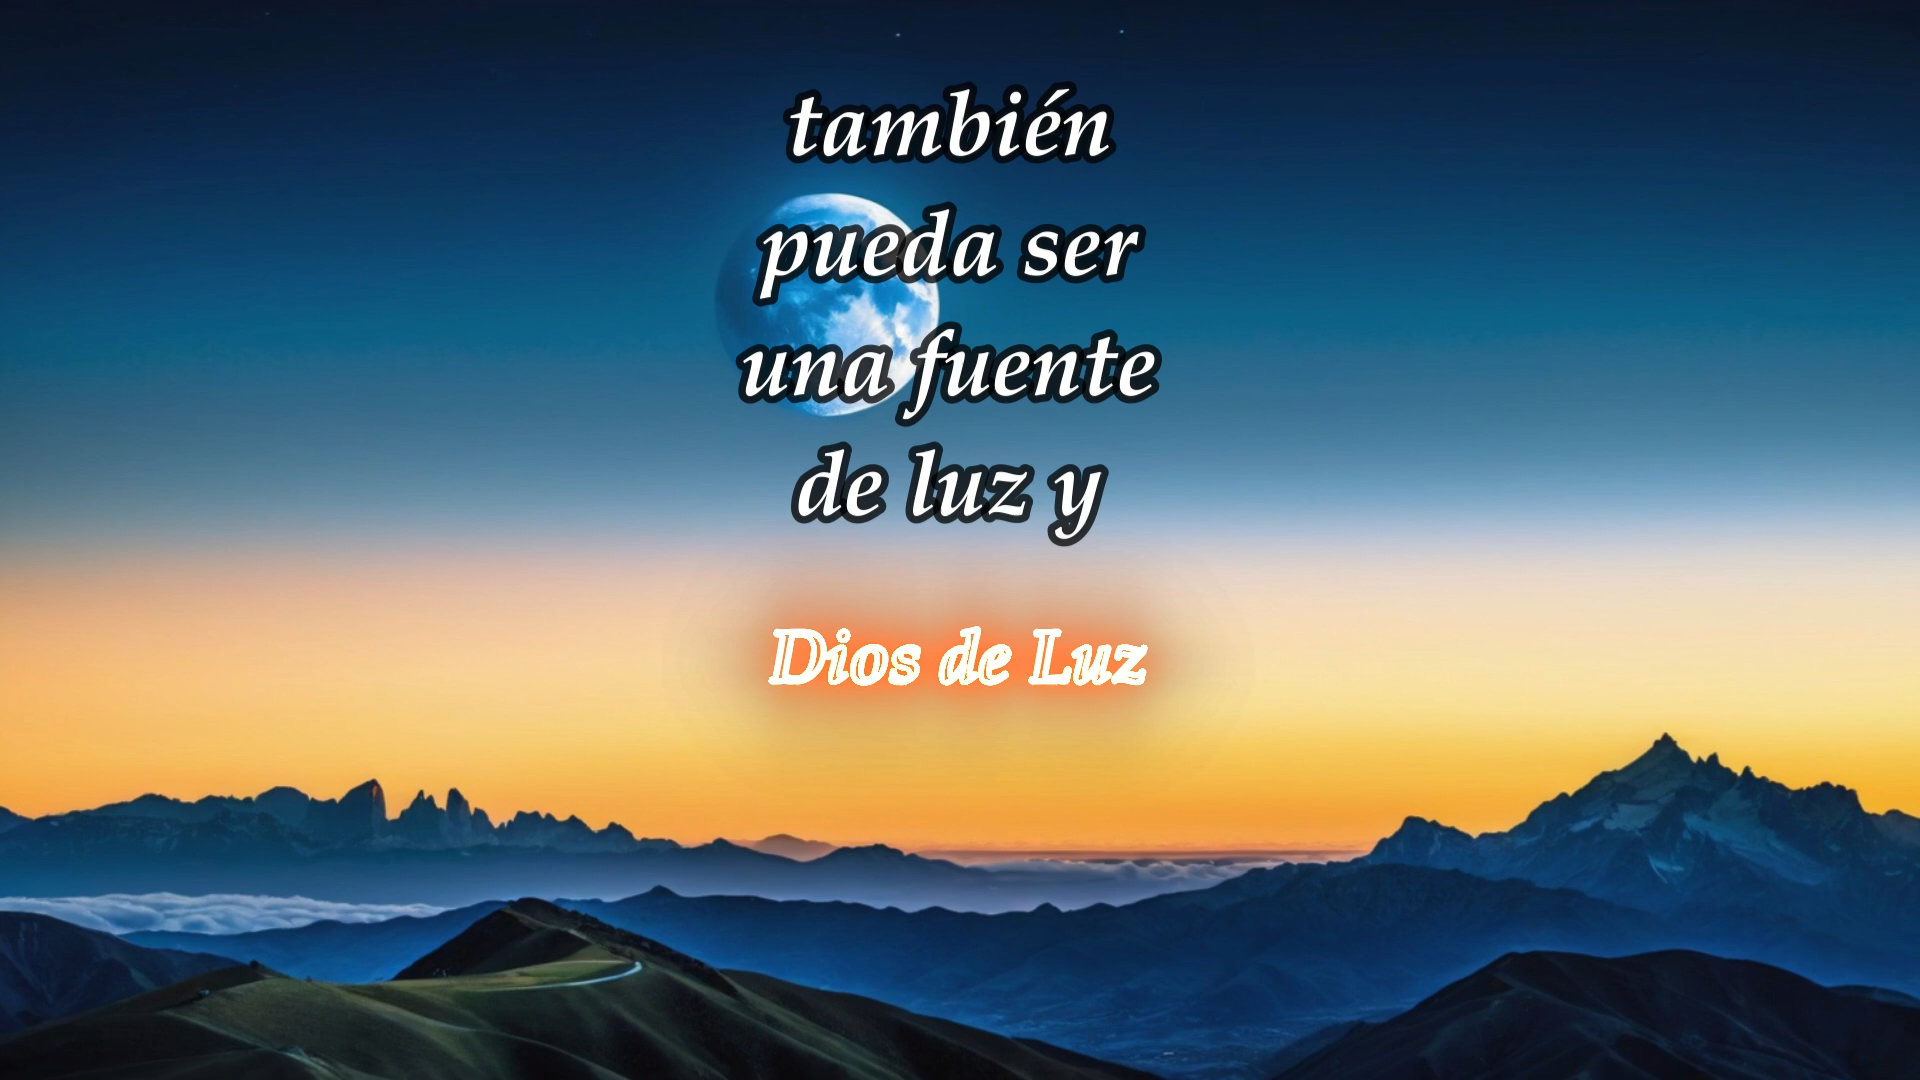 también
pueda ser
una fuente
de luz y
Dios de Luz